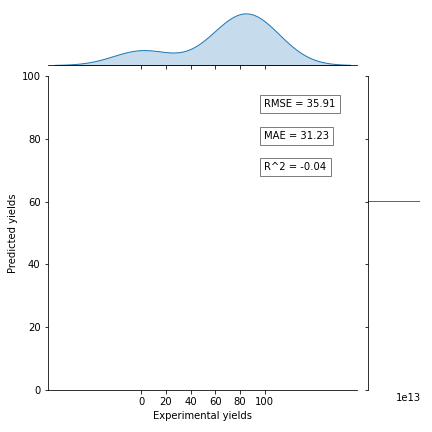 100
RMSE = 35.91
80
MAE = 31.23
R^2 = -0.04
60
40
20
0
Predicted yields
1e13
0 20 40 60 80 100
Experimental yields